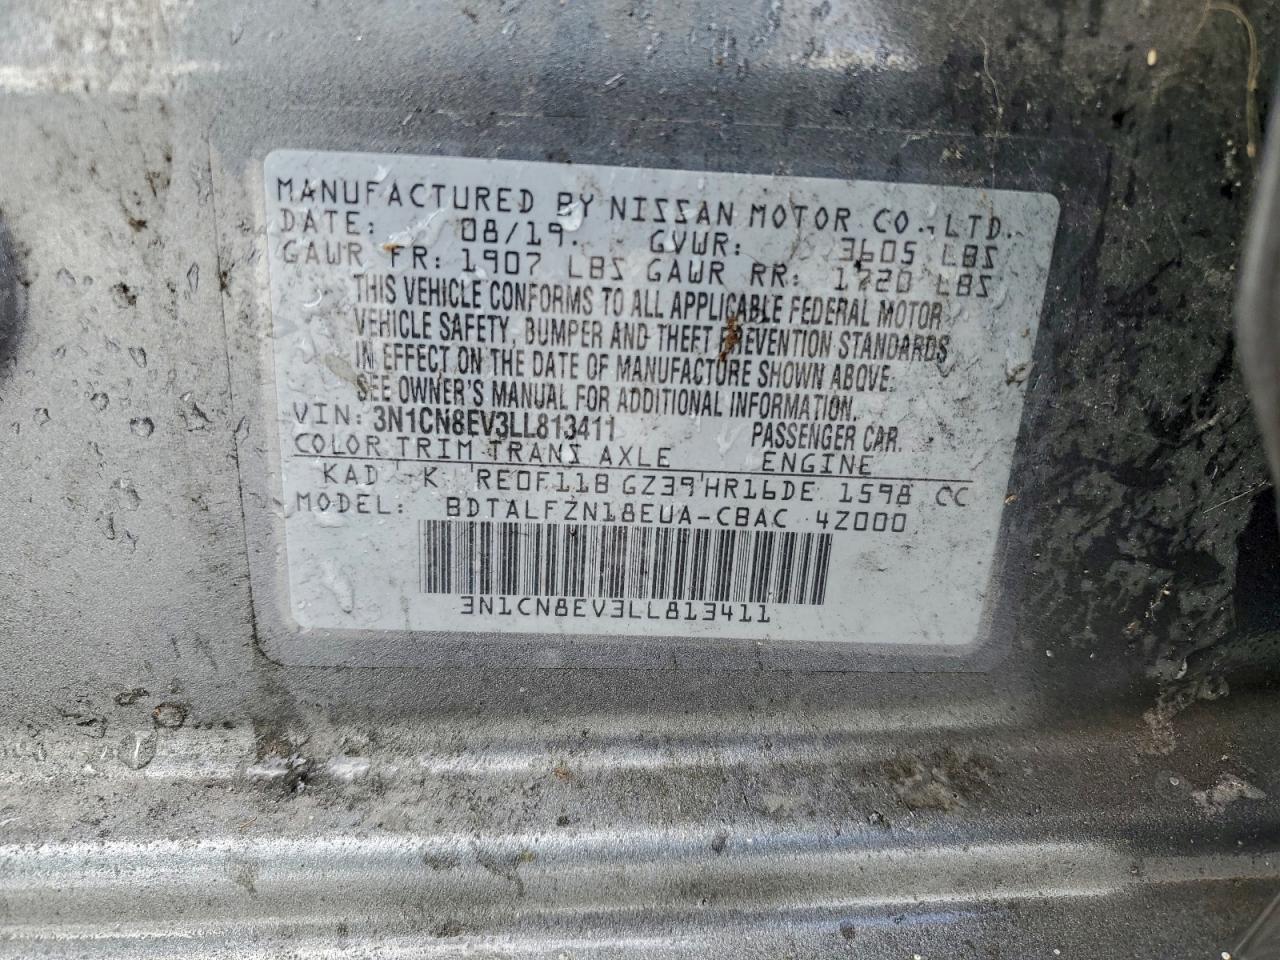 MANUFACTURED BY NISSAN MOTOR CO., LTD.
DATE: 08/19. GVWR: 3605 LBS
GAWR FR: 1907 LBS GAWR RR: 1720 LBS
THIS VEHICLE CONFORMS TO ALL APPLICABLE FEDERAL MOTOR
VEHICLE SAFETY, BUMPER AND THEFT PREVENTION STANDARDS
IN EFFECT ON THE DATE OF MANUFACTURE SHOWN ABOVE.
SEE OWNER'S MANUAL FOR ADDITIONAL INFORMATION.
VIN: 3N1CN8EV3LL813411 PASSENGER CAR.
COLOR TRIM TRANS AXLE ENGINE
KAD K RE0F11B GZ39 HR16DE 1598 CC
MODEL: BDTALFZN18EUA-CBAC 4Z000
3N1CN8EV3LL813411